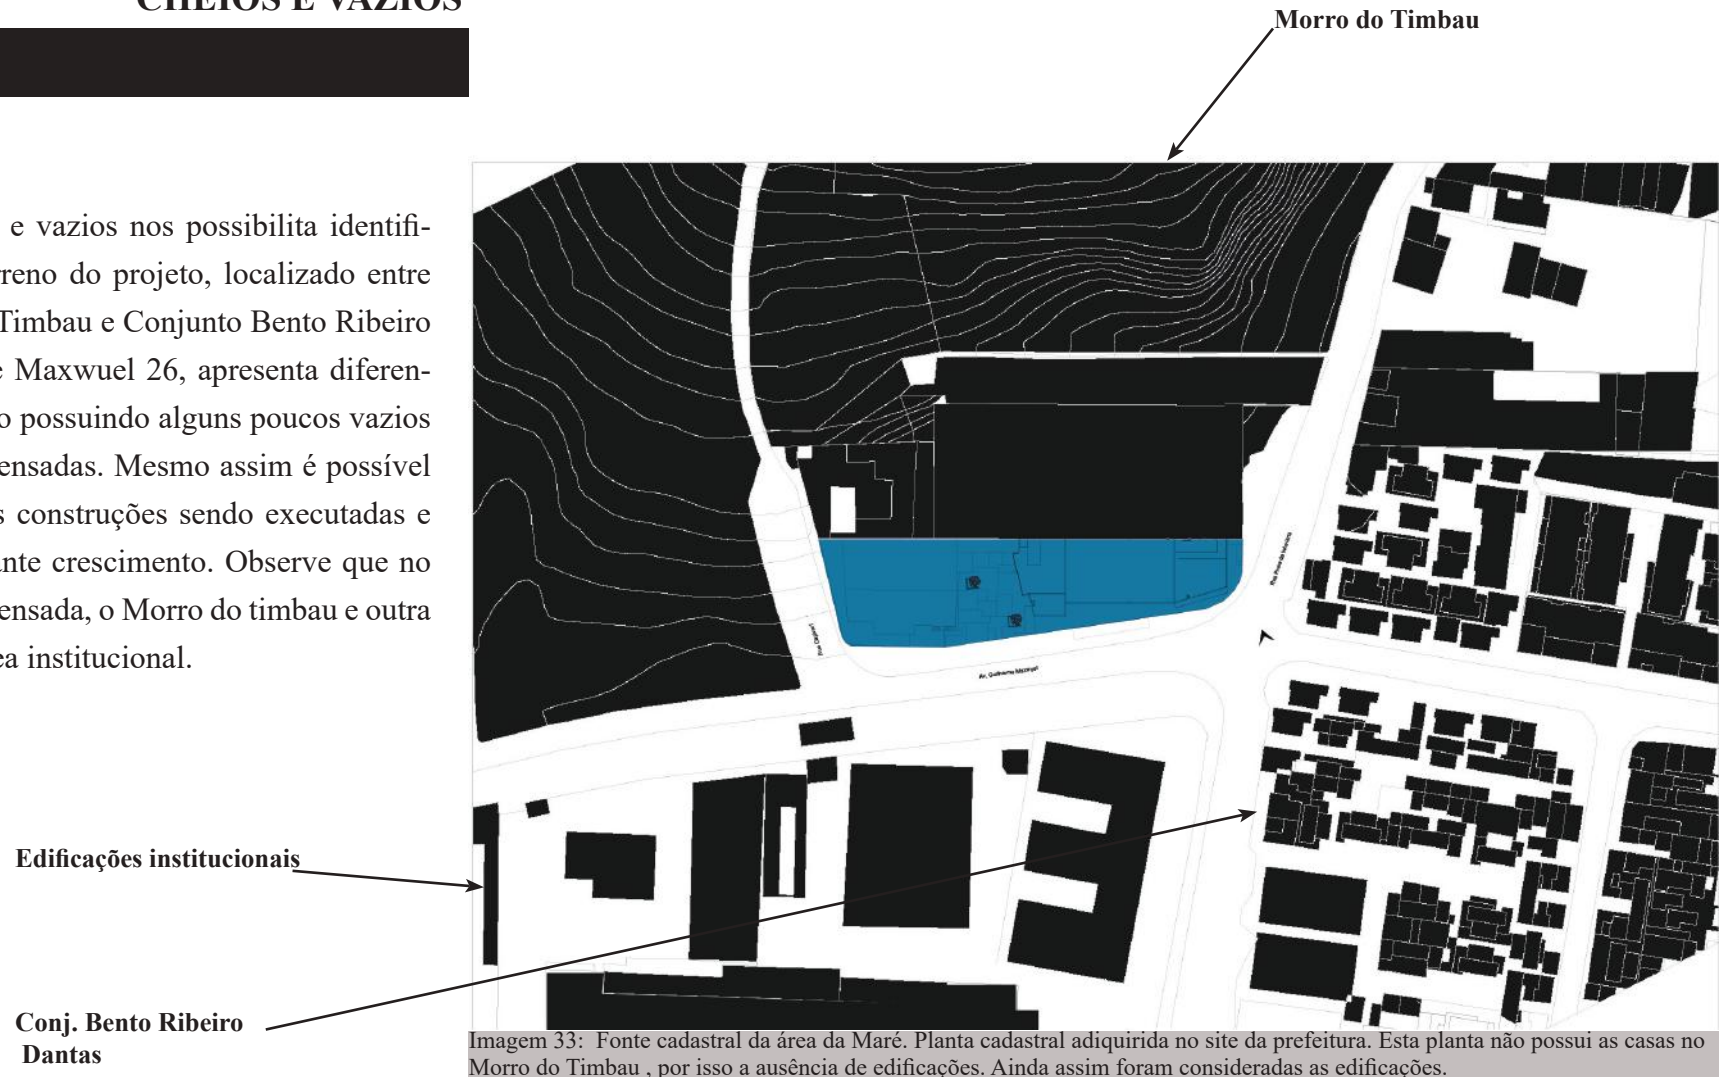 CHEIOS E VAZIOS
Morro do Timbau
e vazios nos possibilita identifi-
rreno do projeto, localizado entre
Timbau e Conjunto Bento Ribeiro
e Maxwuel 26, apresenta diferen-
o possuindo alguns poucos vazios
ensadas. Mesmo assim é possível
s construções sendo executadas e
ante crescimento. Observe que no
ensada, o Morro do timbau e outra
ea institucional.
Av. Guilherme Maxwell
Edificações institucionais
Conj. Bento Ribeiro
Dantas
Imagem 33: Fonte cadastral da área da Maré. Planta cadastral adiquirida no site da prefeitura. Esta planta não possui as casas no
Morro do Timbau , por isso a ausência de edificações. Ainda assim foram consideradas as edificações.